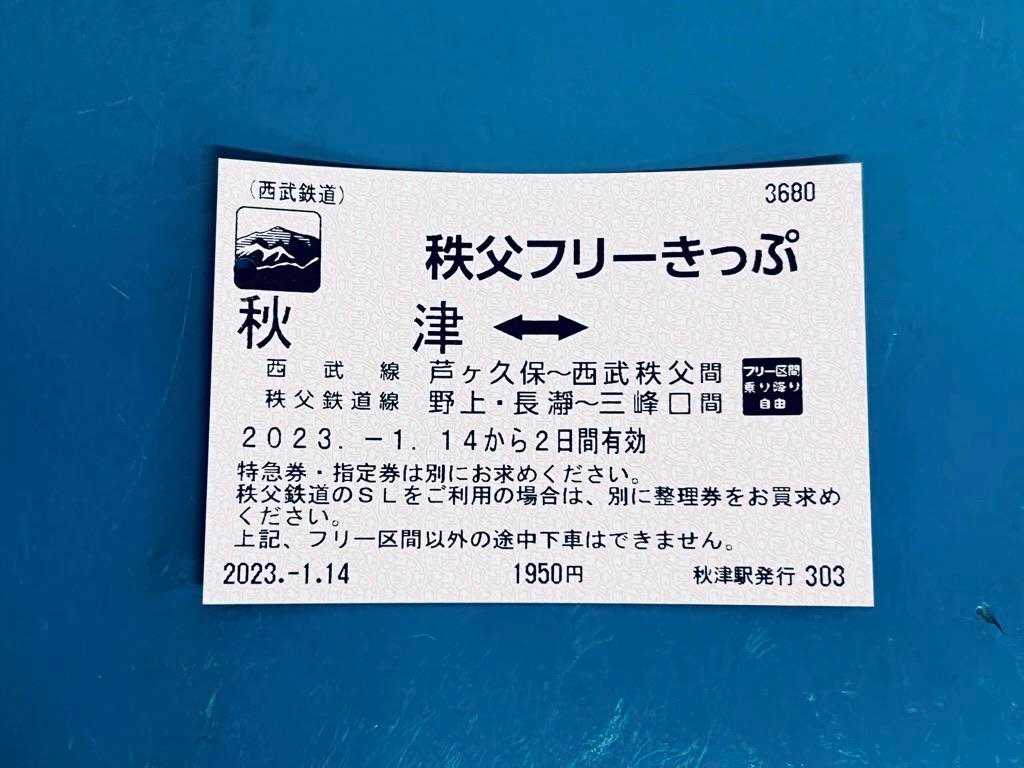 (西武鉄道)
3680
秩父フリーきっぷ
秋津 ↔
西武線 芦ヶ久保〜西武秩父間
秩父鉄道線 野上・長瀞〜三峰口間
フリー区間
乗り降り
自由
2023.-1.14から2日間有効
特急券・指定券は別にお求めください。
秩父鉄道のSLをご利用の場合は、別に整理券をお買求め
ください。
上記、フリー区間以外の途中下車はできません。
2023.-1.14 1950円 秋津駅発行 303